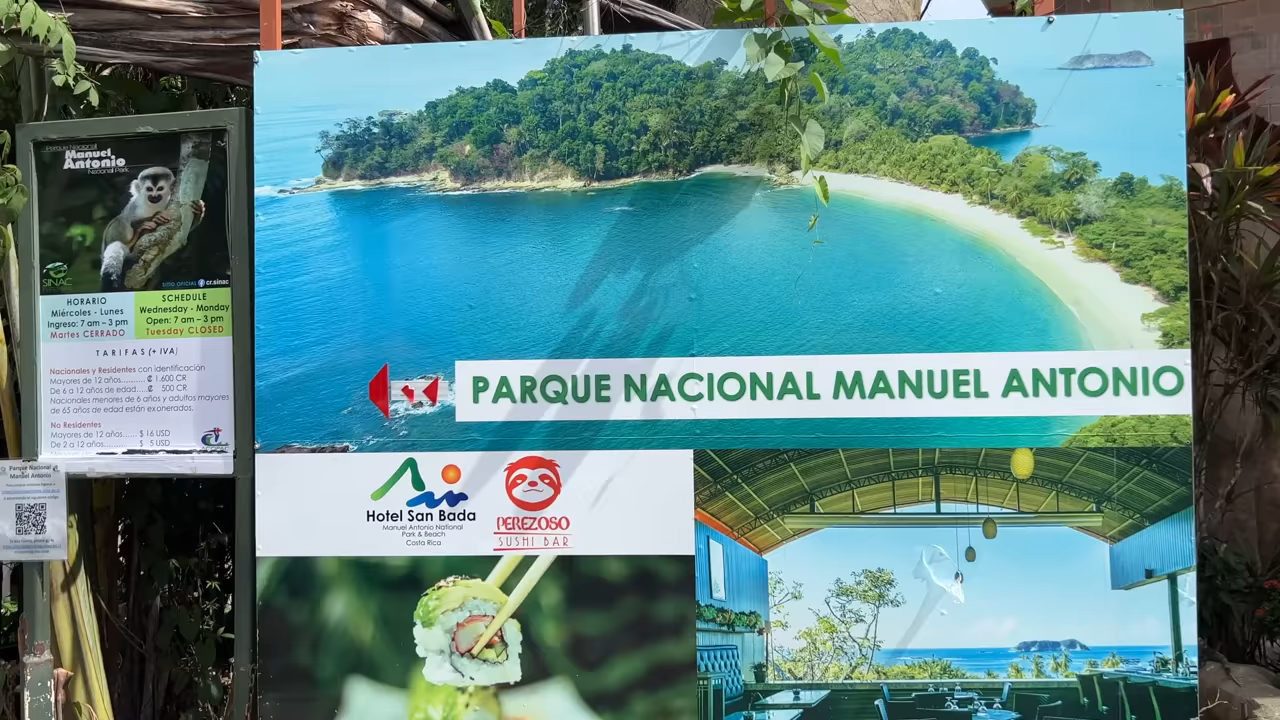 Parque Nacional
Manuel
Antonio
National Park
SINAC
SITIO OFICIAL f cr.sinac
HORARIO
Miércoles - Lunes
Ingreso: 7 am – 3 pm
Martes CERRADO
SCHEDULE
Wednesday - Monday
Open: 7 am – 3 pm
Tuesday CLOSED
TARIFAS (+ IVA)
Nacionales y Residentes con identificación
Mayores de 12 años.......... ₡ 1.600 CR
De 6 a 12 años de edad..... ₡ 500 CR
Nacionales menores de 6 años y adultos mayores
de 65 años de edad están exonerados.
No Residentes
Mayores de 12 años...... $ 16 USD
De 2 a 12 años............ $ 5 USD
Parque Nacional
Manuel Antonio
PARQUE NACIONAL MANUEL ANTONIO
Hotel San Bada
Manuel Antonio National
Park & Beach
Costa Rica
PEREZOSO
SUSHI BAR